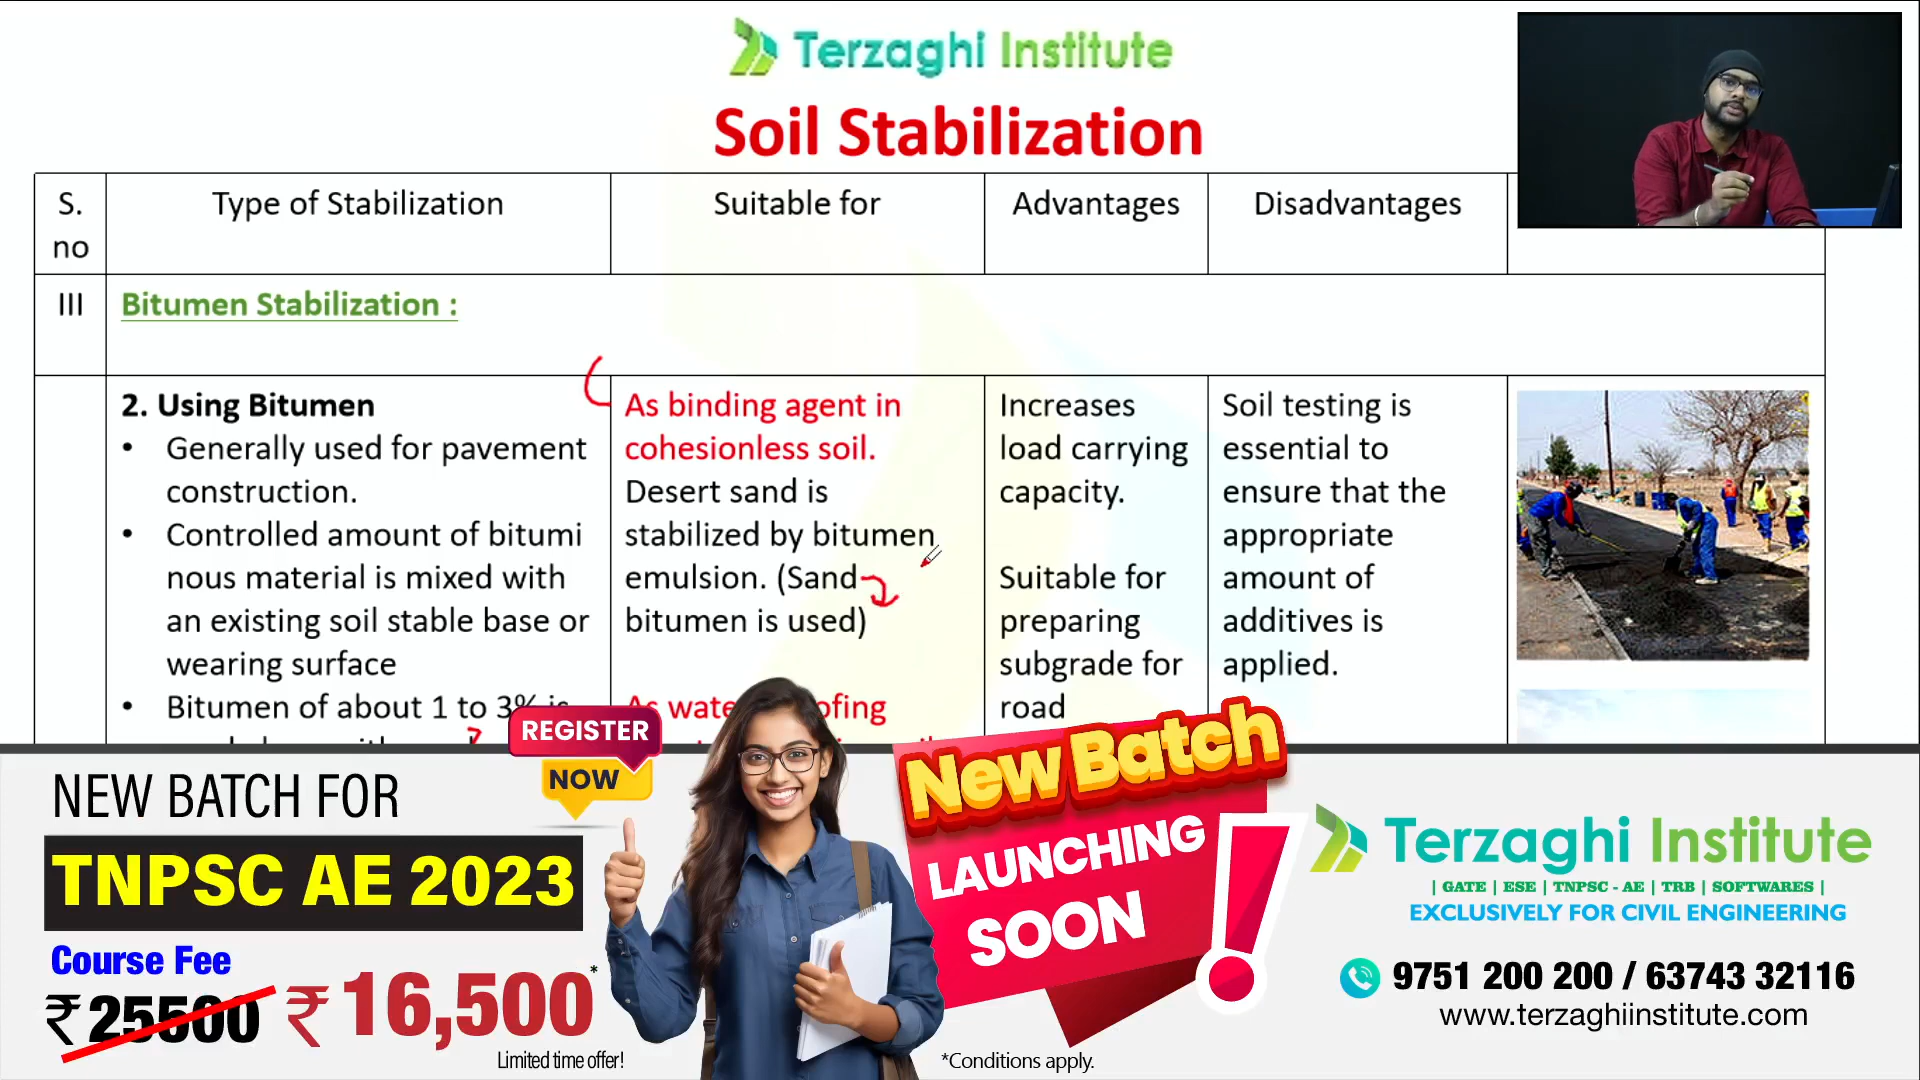 Terzaghi Institute
Soil Stabilization
S.
no
Type of Stabilization
Suitable for
Advantages
Disadvantages
III
Bitumen Stabilization :
2. Using Bitumen
• Generally used for pavement
construction.
• Controlled amount of bitumi
nous material is mixed with
an existing soil stable base or
wearing surface
• Bitumen of about 1 to 3% is
As binding agent in
cohesionless soil.
Desert sand is
stabilized by bitumen
emulsion. (Sand
bitumen is used)
As
Increases
load carrying
capacity.
Suitable for
preparing
subgrade for
road
Soil testing is
essential to
ensure that the
appropriate
amount of
additives is
applied.
REGISTER
NOW
NEW BATCH FOR
TNPSC AE 2023
Course Fee
₹25500 ₹16,500*
Limited time offer!
New Batch
LAUNCHING
SOON
!
*Conditions apply.
Terzaghi Institute
| GATE | ESE | TNPSC - AE | TRB | SOFTWARES |
EXCLUSIVELY FOR CIVIL ENGINEERING
9751 200 200 / 63743 32116
www.terzaghiinstitute.com